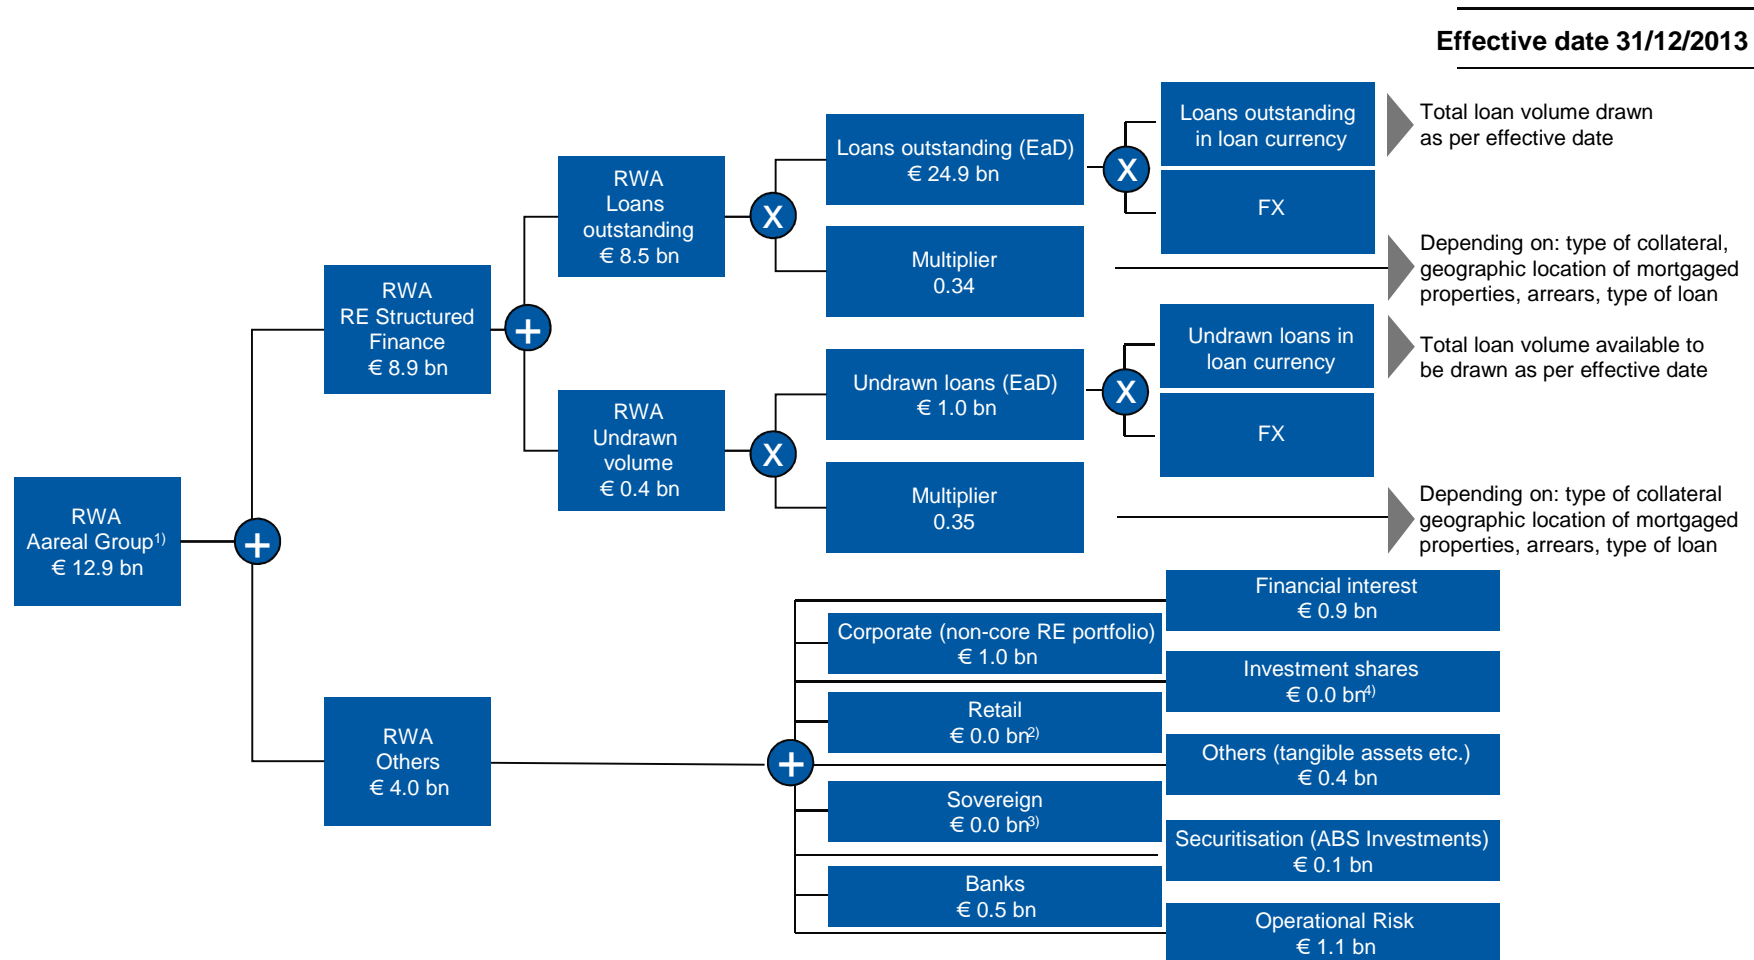 Effective date 31/12/2013
RWA
Aareal Group1)
€ 12.9 bn
+
RWA
RE Structured
Finance
€ 8.9 bn
+
RWA
Loans
outstanding
€ 8.5 bn
X
Loans outstanding (EaD)
€ 24.9 bn
X
Loans outstanding
in loan currency
Total loan volume drawn
as per effective date
FX
Multiplier
0.34
Depending on: type of collateral,
geographic location of mortgaged
properties, arrears, type of loan
RWA
Undrawn
volume
€ 0.4 bn
X
Undrawn loans (EaD)
€ 1.0 bn
X
Undrawn loans in
loan currency
Total loan volume available to
be drawn as per effective date
FX
Multiplier
0.35
Depending on: type of collateral
geographic location of mortgaged
properties, arrears, type of loan
RWA
Others
€ 4.0 bn
+
Financial interest
€ 0.9 bn
Corporate (non-core RE portfolio)
€ 1.0 bn
Investment shares
€ 0.0 bn4)
Retail
€ 0.0 bn2)
Others (tangible assets etc.)
€ 0.4 bn
Sovereign
€ 0.0 bn3)
Securitisation (ABS Investments)
€ 0.1 bn
Banks
€ 0.5 bn
Operational Risk
€ 1.1 bn